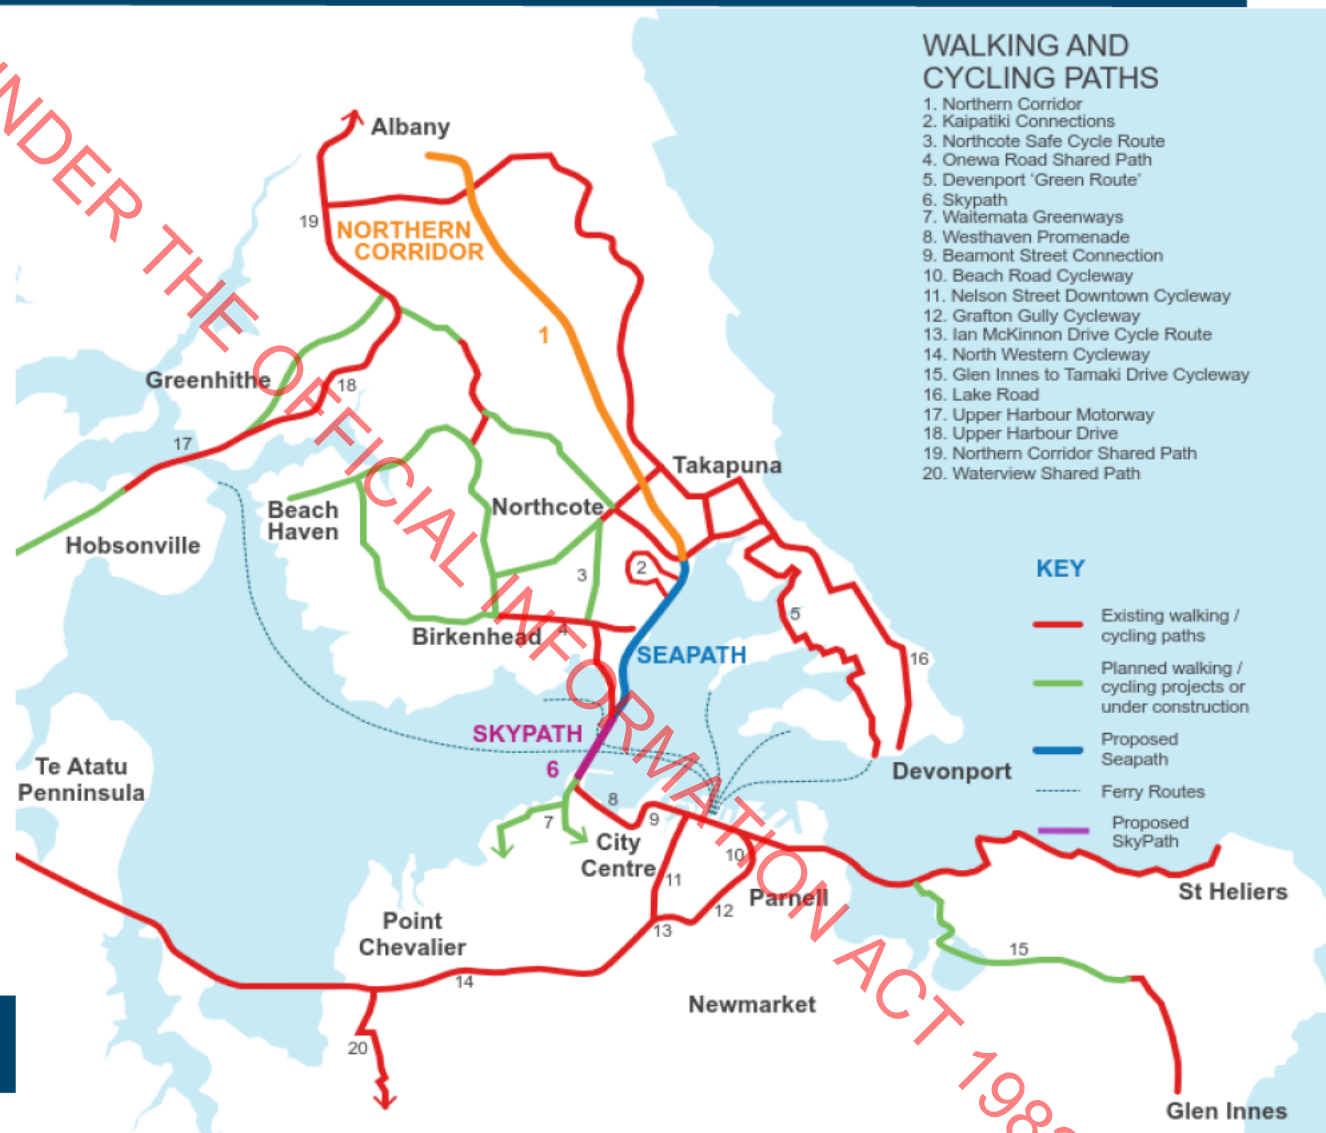 WALKING AND
CYCLING PATHS
1. Northern Corridor
2. Kaipatiki Connections
3. Northcote Safe Cycle Route
4. Onewa Road Shared Path
5. Devenport ‘Green Route’
6. Skypath
7. Waitemata Greenways
8. Westhaven Promenade
9. Beamont Street Connection
10. Beach Road Cycleway
11. Nelson Street Downtown Cycleway
12. Grafton Gully Cycleway
13. Ian McKinnon Drive Cycle Route
14. North Western Cycleway
15. Glen Innes to Tamaki Drive Cycleway
16. Lake Road
17. Upper Harbour Motorway
18. Upper Harbour Drive
19. Northern Corridor Shared Path
20. Waterview Shared Path
KEY
Existing walking /
cycling paths
Planned walking /
cycling projects or
under construction
Proposed
Seapath
Ferry Routes
Proposed
SkyPath
Albany
19
NORTHERN
CORRIDOR
1
Greenhithe
18
17
Takapuna
Beach
Haven
Northcote
Hobsonville
2
3
5
Birkenhead
4
SEAPATH
16
SKYPATH
6
Te Atatu
Penninsula
Devonport
8
7
9
City
Centre
10
11
Parnell
12
St Heliers
Point
Chevalier
13
15
14
Newmarket
20
Glen Innes
UNDER THE OFFICIAL INFORMATION ACT 1982